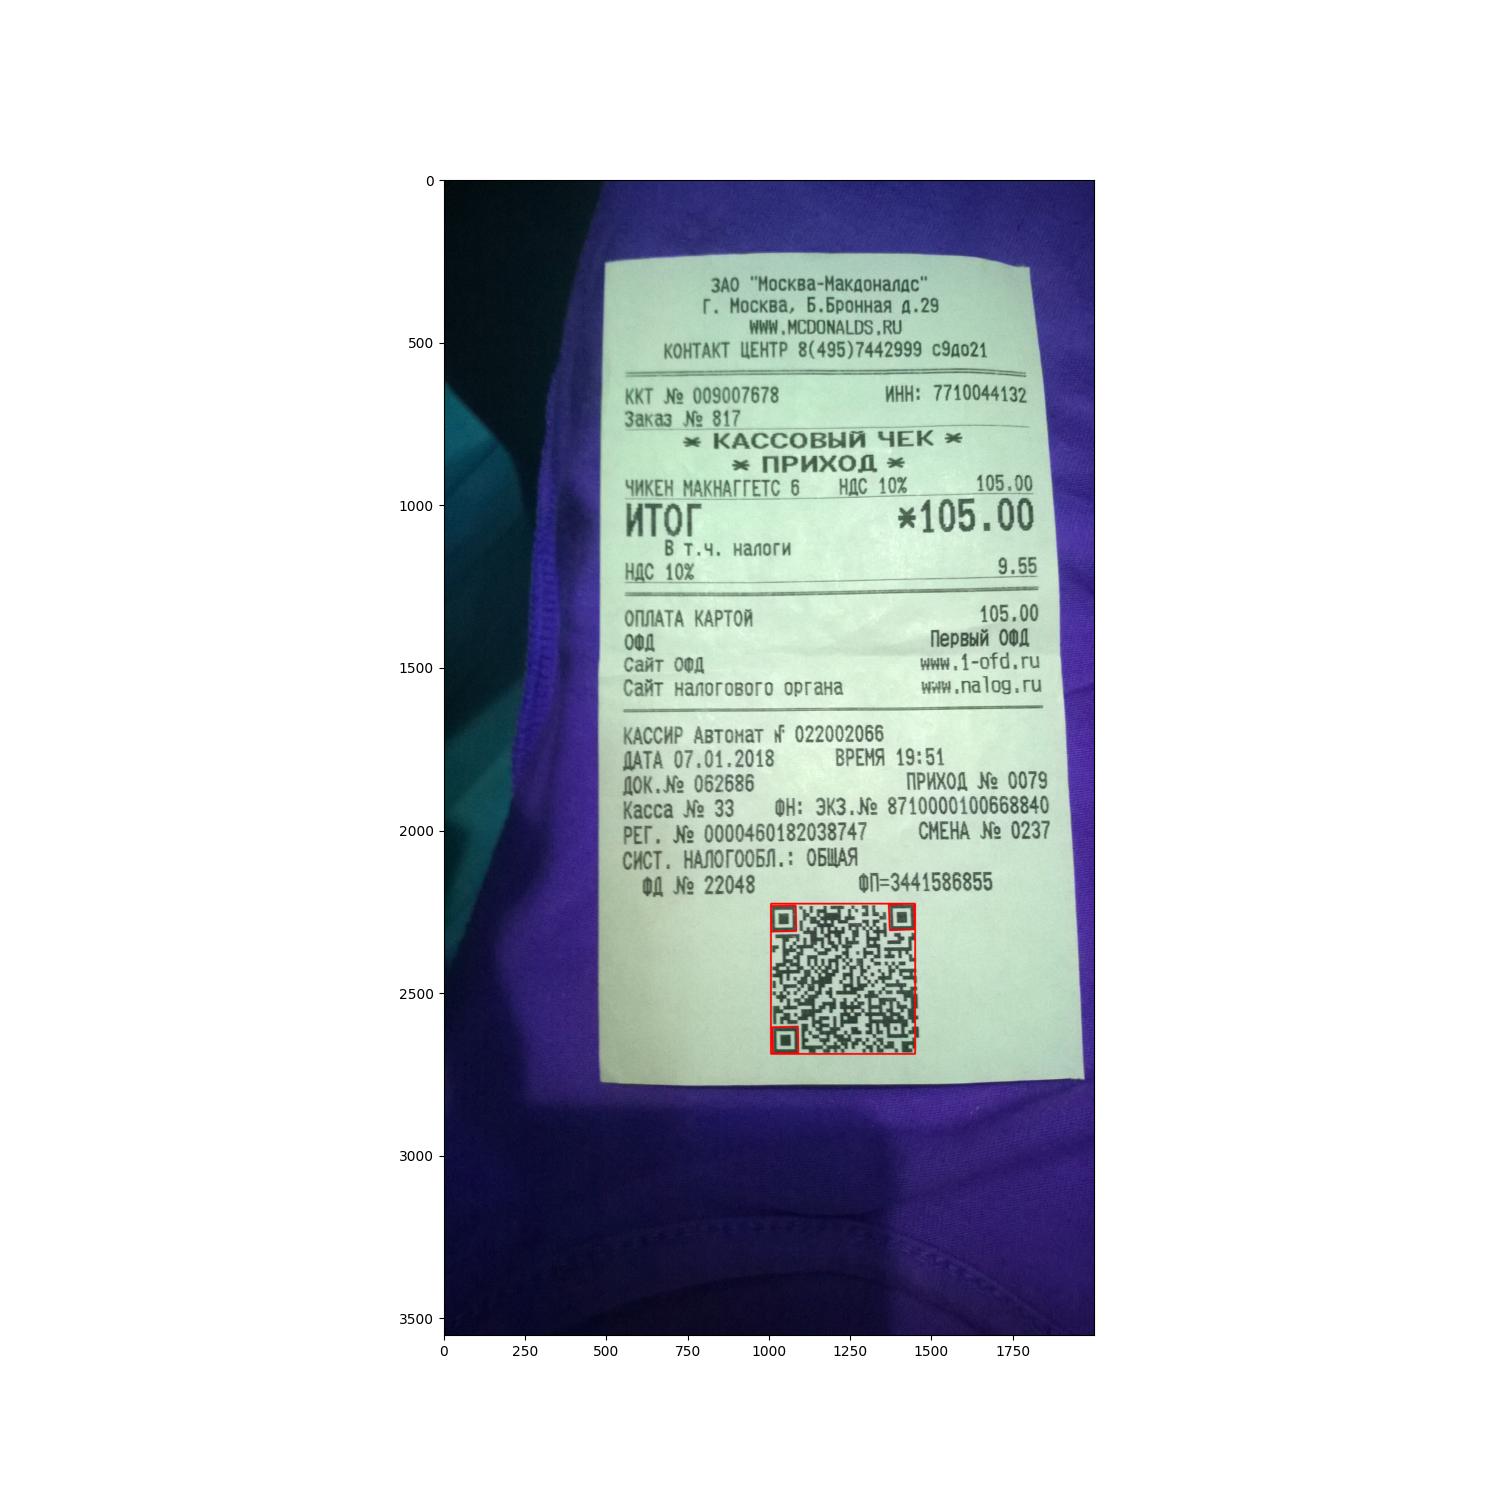 ЗАО "Москва-Макдоналдс"
Г. Москва, Б.Бронная д.29
WWW.MCDONALDS.RU
КОНТАКТ ЦЕНТР 8(495)7442999 с9до21
ККТ № 009007678 ИНН: 7710044132
Заказ № 817
* КАССОВЫЙ ЧЕК *
* ПРИХОД *
ЧИКЕН МАКНАГГЕТС 6 НДС 10% 105.00
ИТОГ *105.00
В т.ч. налоги
НДС 10% 9.55
ОПЛАТА КАРТОЙ 105.00
ОФД Первый ОФД
Сайт ОФД www.1-ofd.ru
Сайт налогового органа www.nalog.ru
КАССИР Автомат № 022002066
ДАТА 07.01.2018 ВРЕМЯ 19:51
ДОК.№ 062686 ПРИХОД № 0079
Касса № 33 ФН: ЭКЗ.№ 8710000100668840
РЕГ. № 0000460182038747 СМЕНА № 0237
СИСТ. НАЛОГООБЛ.: ОБЩАЯ
ФД № 22048 ФП=3441586855
0
500
1000
1500
2000
2500
3000
3500
0 250 500 750 1000 1250 1500 1750